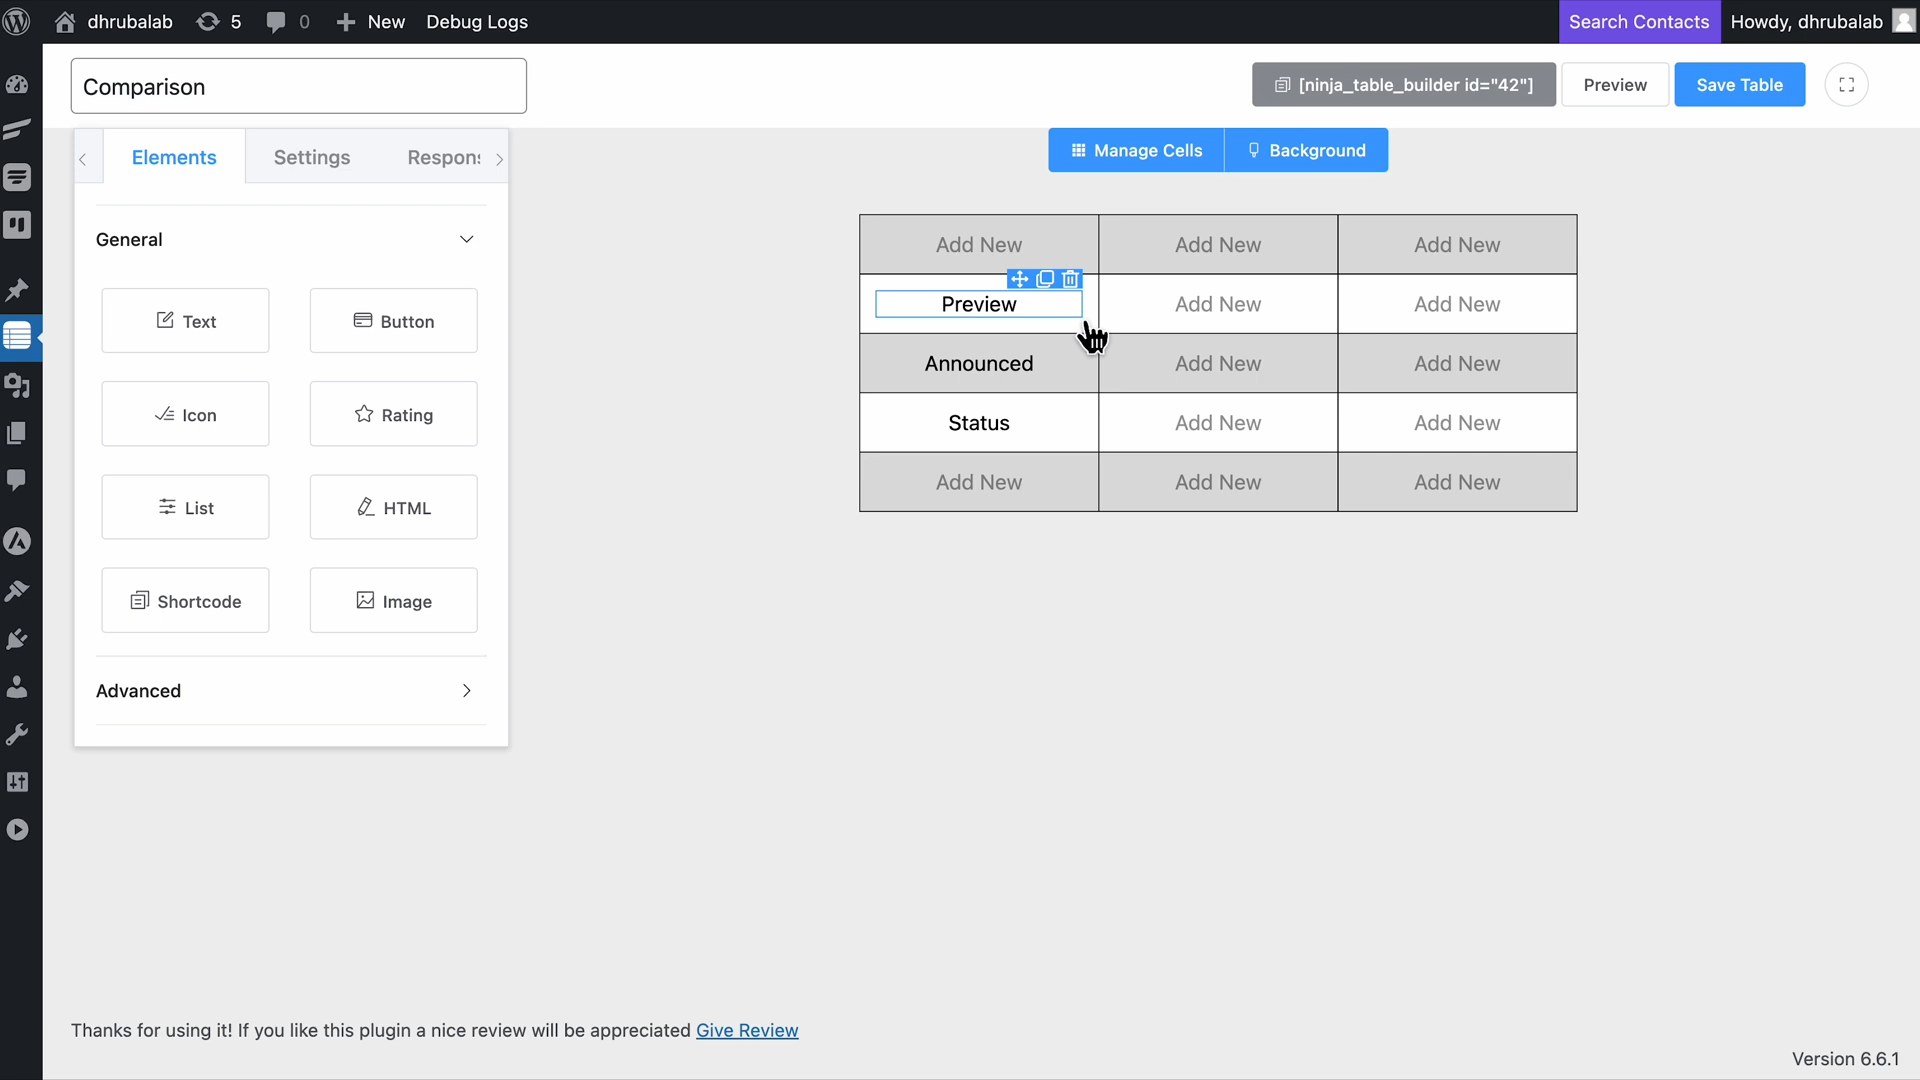 dhrubalab 5 0 New Debug Logs Search Contacts Howdy, dhrubalab
Comparison [ninja_table_builder id="42"] Preview Save Table
Elements Settings Respon
Manage Cells Background
General
Text Button
Icon Rating
List HTML
Shortcode Image
Advanced
Add New Add New Add New
Preview Add New Add New
Announced Add New Add New
Status Add New Add New
Add New Add New Add New
Thanks for using it! If you like this plugin a nice review will be appreciated Give Review
Version 6.6.1